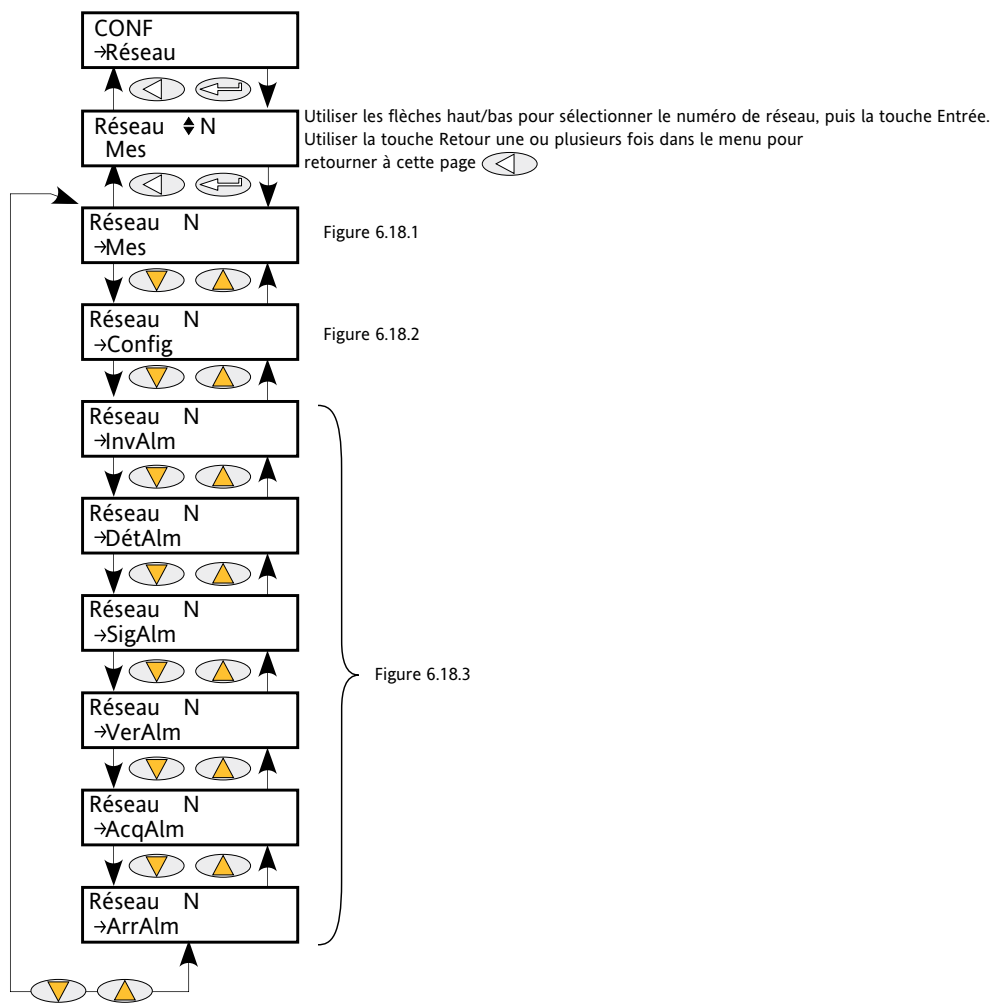 CONF
→Réseau
Réseau ♦ N
Mes
Utiliser les flèches haut/bas pour sélectionner le numéro de réseau, puis la touche Entrée.
Utiliser la touche Retour une ou plusieurs fois dans le menu pour
retourner à cette page
Réseau N
→Mes
Figure 6.18.1
Réseau N
→Config
Figure 6.18.2
Réseau N
→InvAlm
Réseau N
→DétAlm
Réseau N
→SigAlm
Figure 6.18.3
Réseau N
→VerAlm
Réseau N
→AcqAlm
Réseau N
→ArrAlm